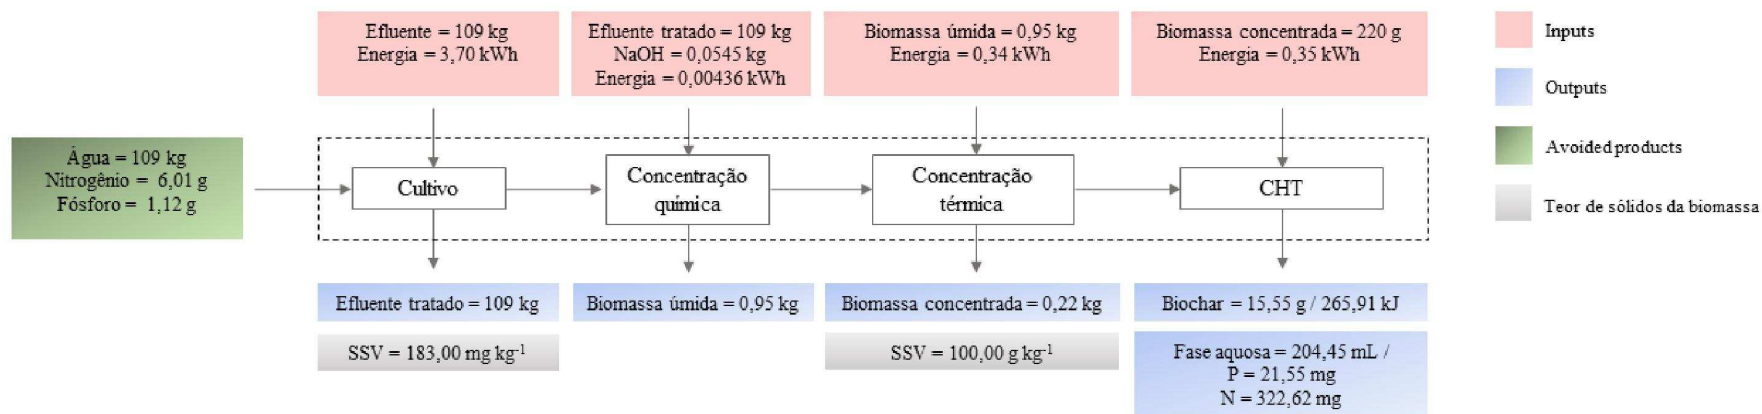 Efluente = 109 kg
Energia = 3,70 kWh
Efluente tratado = 109 kg
NaOH = 0,0545 kg
Energia = 0,00436 kWh
Biomassa úmida = 0,95 kg
Energia = 0,34 kWh
Biomassa concentrada = 220 g
Energia = 0,35 kWh
Inputs
Outputs
Avoided products
Teor de sólidos da biomassa
Água = 109 kg
Nitrogênio = 6,01 g
Fósforo = 1,12 g
Cultivo
Concentração
química
Concentração
térmica
CHT
Efluente tratado = 109 kg
Biomassa úmida = 0,95 kg
Biomassa concentrada = 0,22 kg
Biochar = 15,55 g / 265,91 kJ
SSV = 183,00 mg kg⁻¹
SSV = 100,00 g kg⁻¹
Fase aquosa = 204,45 mL /
P = 21,55 mg
N = 322,62 mg